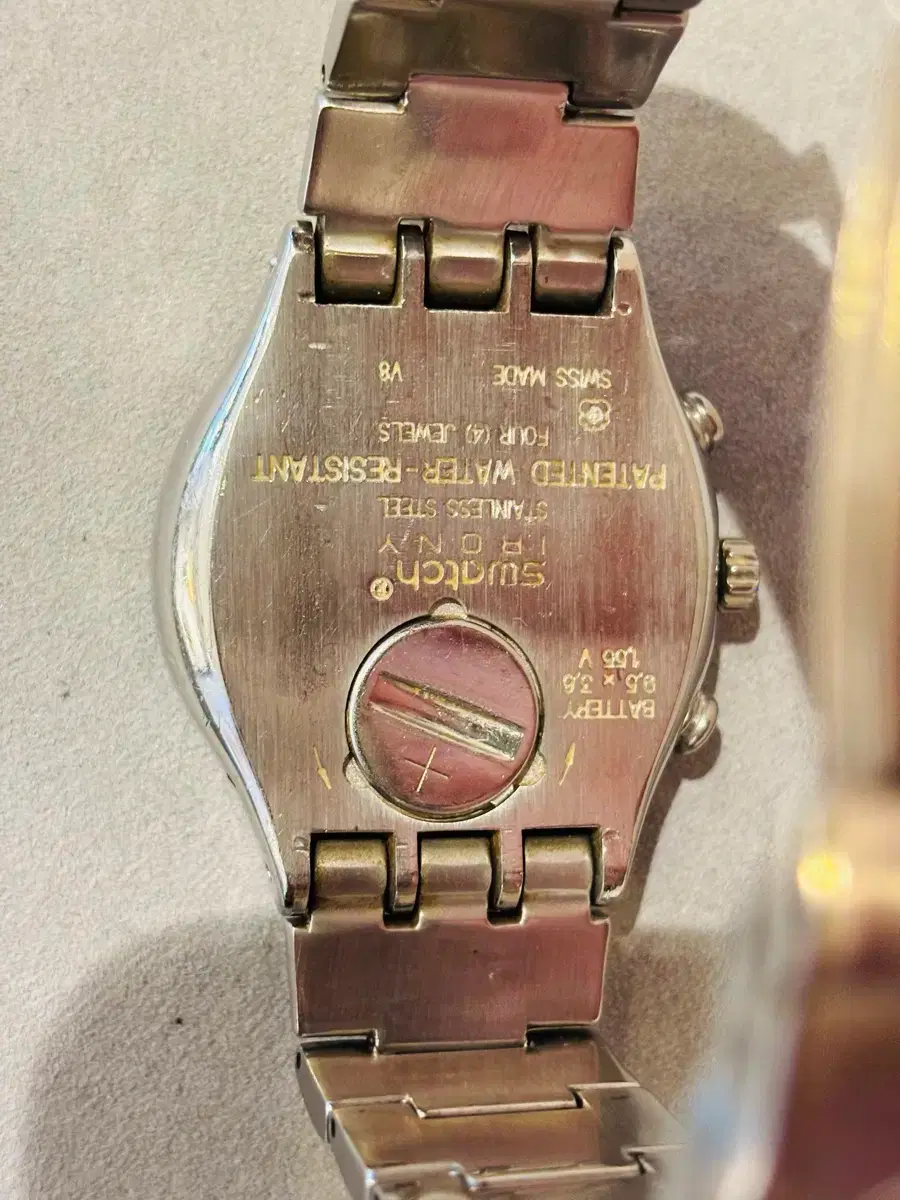 BATTERY
9,5 x 3,6
1,55 V
swatch®
IRONY
STAINLESS STEEL
PATENTED WATER-RESISTANT
FOUR (4) JEWELS
SWISS MADE V8